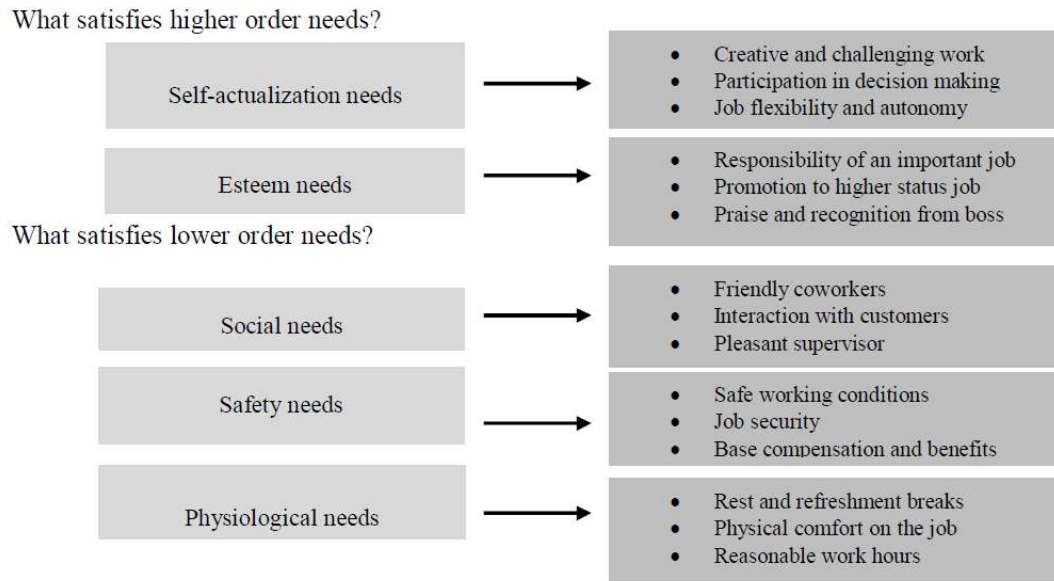 What satisfies higher order needs?
Self-actualization needs
• Creative and challenging work
• Participation in decision making
• Job flexibility and autonomy
Esteem needs
• Responsibility of an important job
• Promotion to higher status job
• Praise and recognition from boss
What satisfies lower order needs?
Social needs
• Friendly coworkers
• Interaction with customers
• Pleasant supervisor
Safety needs
• Safe working conditions
• Job security
• Base compensation and benefits
Physiological needs
• Rest and refreshment breaks
• Physical comfort on the job
• Reasonable work hours